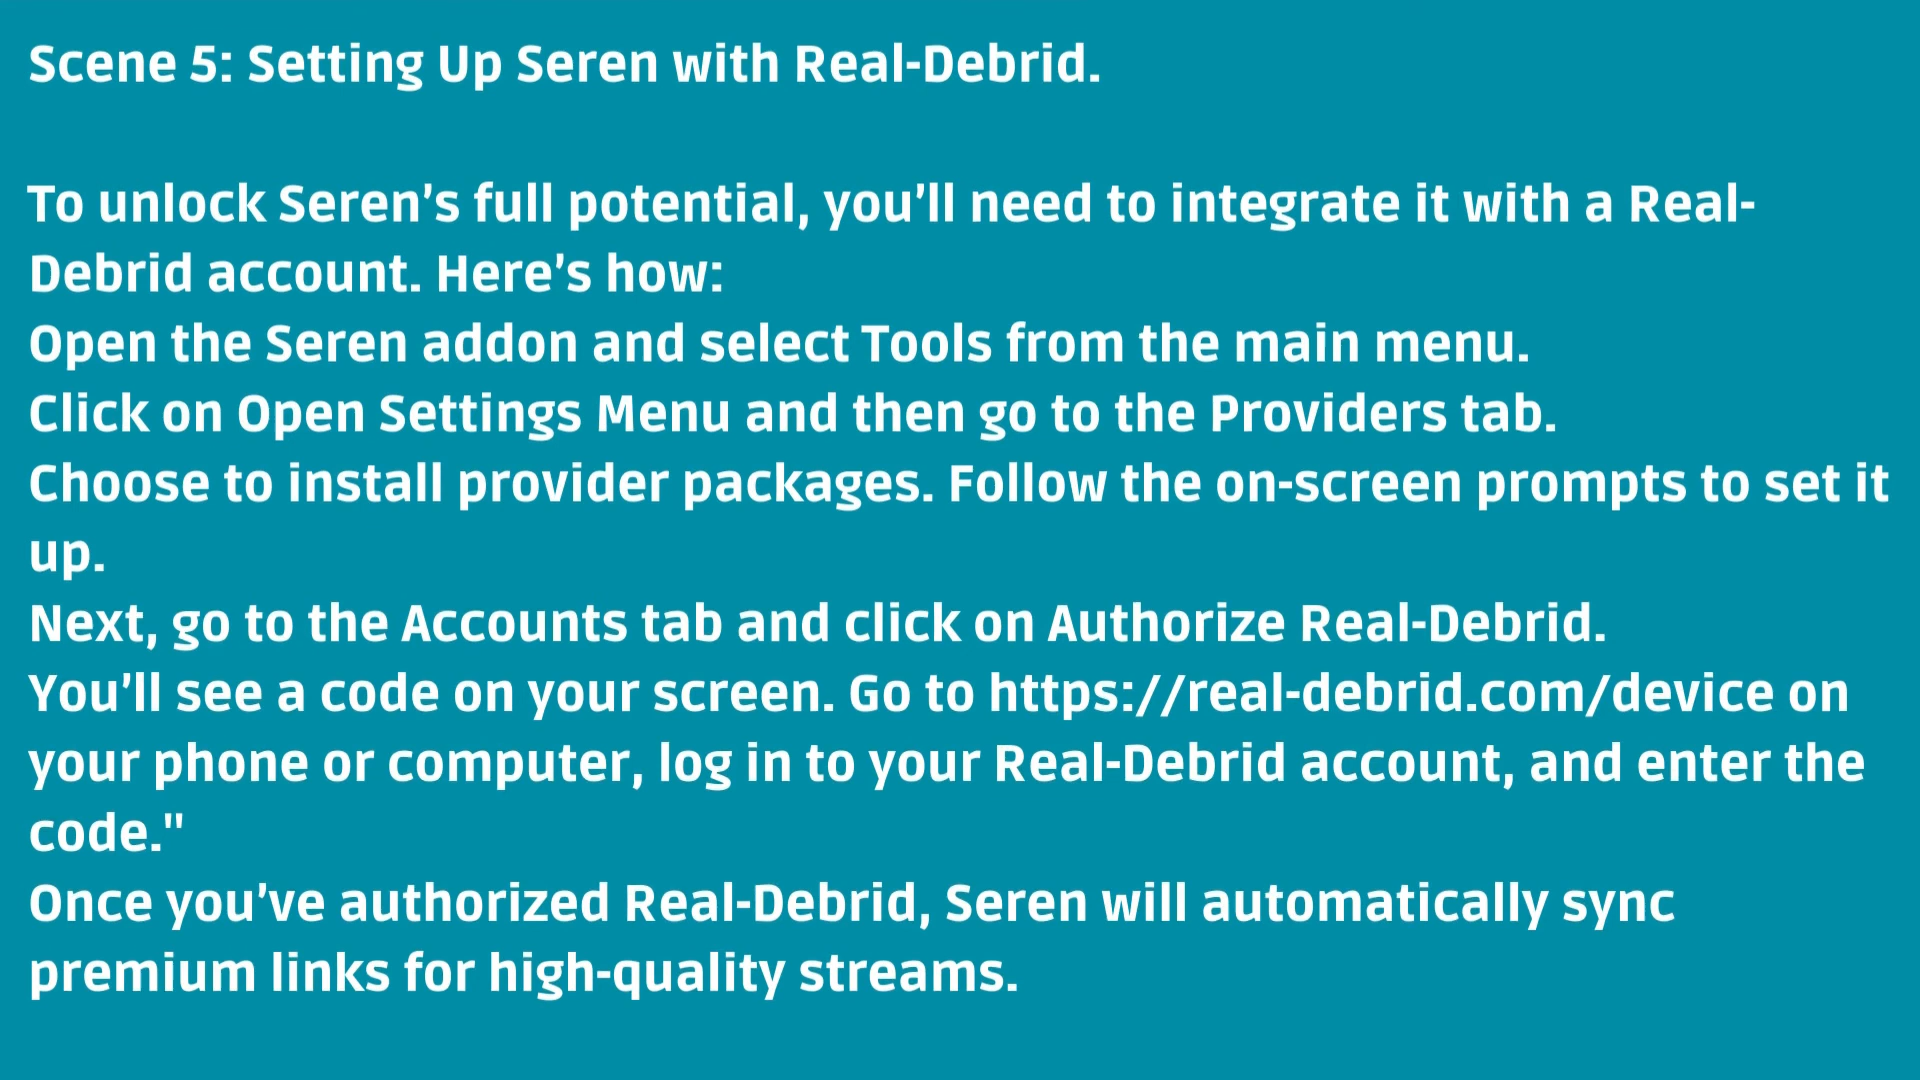 Scene 5: Setting Up Seren with Real-Debrid.
To unlock Seren’s full potential, you’ll need to integrate it with a Real-
Debrid account. Here’s how:
Open the Seren addon and select Tools from the main menu.
Click on Open Settings Menu and then go to the Providers tab.
Choose to install provider packages. Follow the on-screen prompts to set it
up.
Next, go to the Accounts tab and click on Authorize Real-Debrid.
You’ll see a code on your screen. Go to https://real-debrid.com/device on
your phone or computer, log in to your Real-Debrid account, and enter the
code."
Once you’ve authorized Real-Debrid, Seren will automatically sync
premium links for high-quality streams.